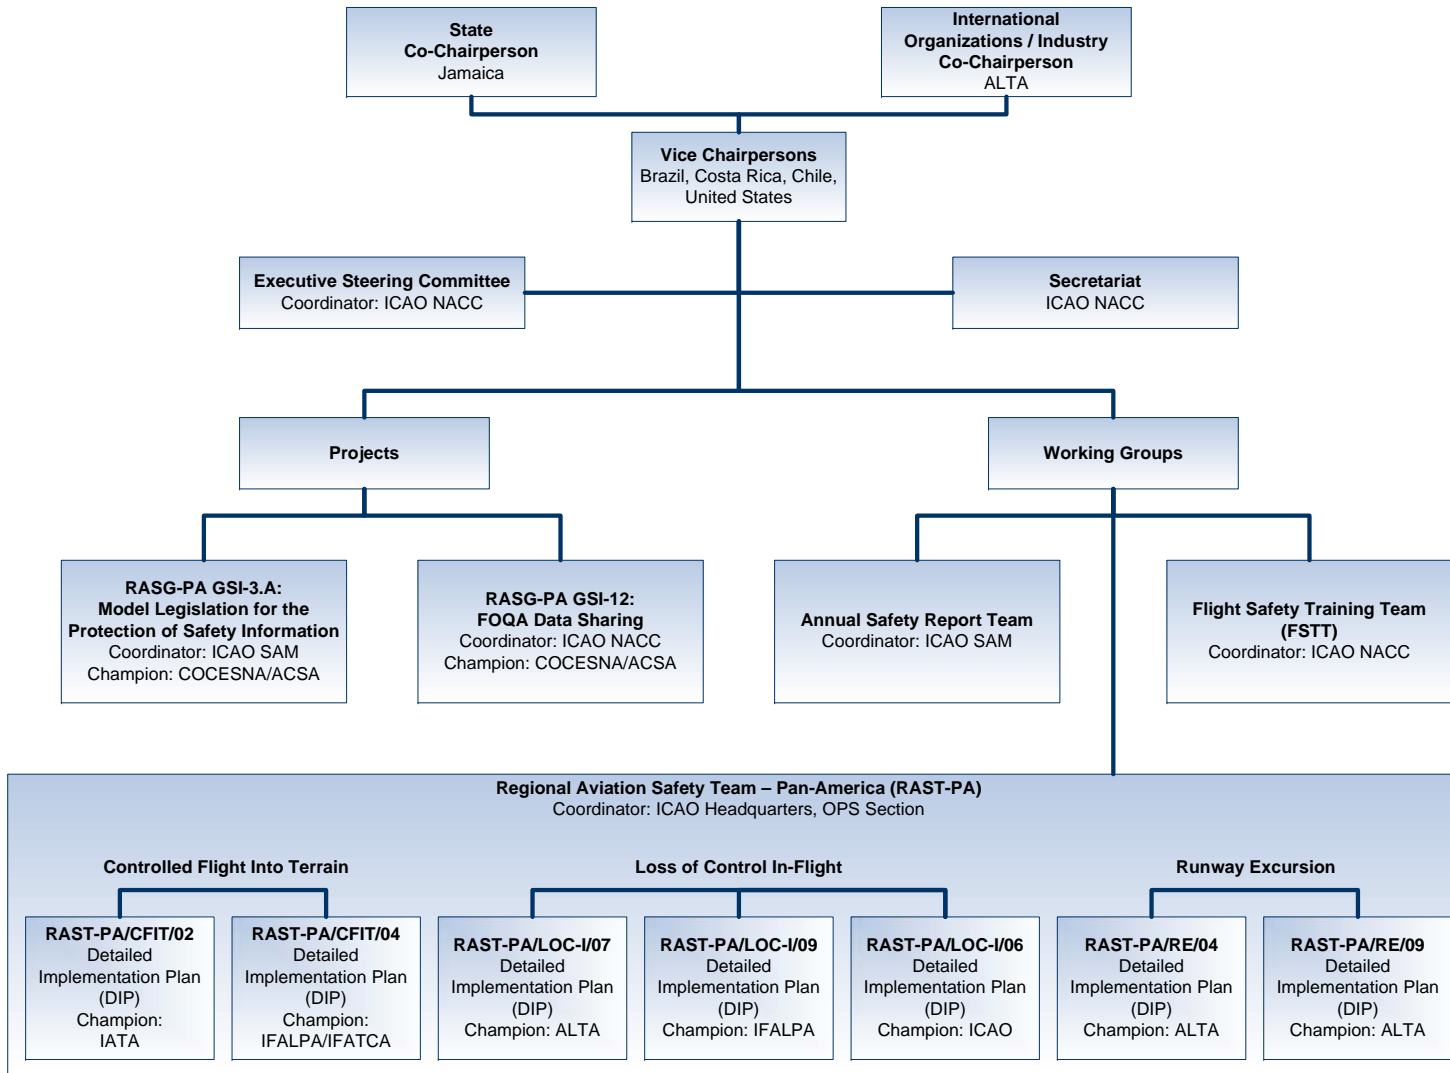 State
Co-Chairperson
Jamaica
International
Organizations / Industry
Co-Chairperson
ALTA
Vice Chairpersons
Brazil, Costa Rica, Chile,
United States
Executive Steering Committee
Coordinator: ICAO NACC
Secretariat
ICAO NACC
Projects
Working Groups
RASG-PA GSI-3.A:
Model Legislation for the
Protection of Safety Information
Coordinator: ICAO SAM
Champion: COCESNA/ACSA
RASG-PA GSI-12:
FOQA Data Sharing
Coordinator: ICAO NACC
Champion: COCESNA/ACSA
Annual Safety Report Team
Coordinator: ICAO SAM
Flight Safety Training Team
(FSTT)
Coordinator: ICAO NACC
Regional Aviation Safety Team – Pan-America (RAST-PA)
Coordinator: ICAO Headquarters, OPS Section
Controlled Flight Into Terrain
Loss of Control In-Flight
Runway Excursion
RAST-PA/CFIT/02
Detailed
Implementation Plan
(DIP)
Champion:
IATA
RAST-PA/CFIT/04
Detailed
Implementation Plan
(DIP)
Champion:
IFALPA/IFATCA
RAST-PA/LOC-I/07
Detailed
Implementation Plan
(DIP)
Champion: ALTA
RAST-PA/LOC-I/09
Detailed
Implementation Plan
(DIP)
Champion: IFALPA
RAST-PA/LOC-I/06
Detailed
Implementation Plan
(DIP)
Champion: ICAO
RAST-PA/RE/04
Detailed
Implementation Plan
(DIP)
Champion: ALTA
RAST-PA/RE/09
Detailed
Implementation Plan
(DIP)
Champion: ALTA